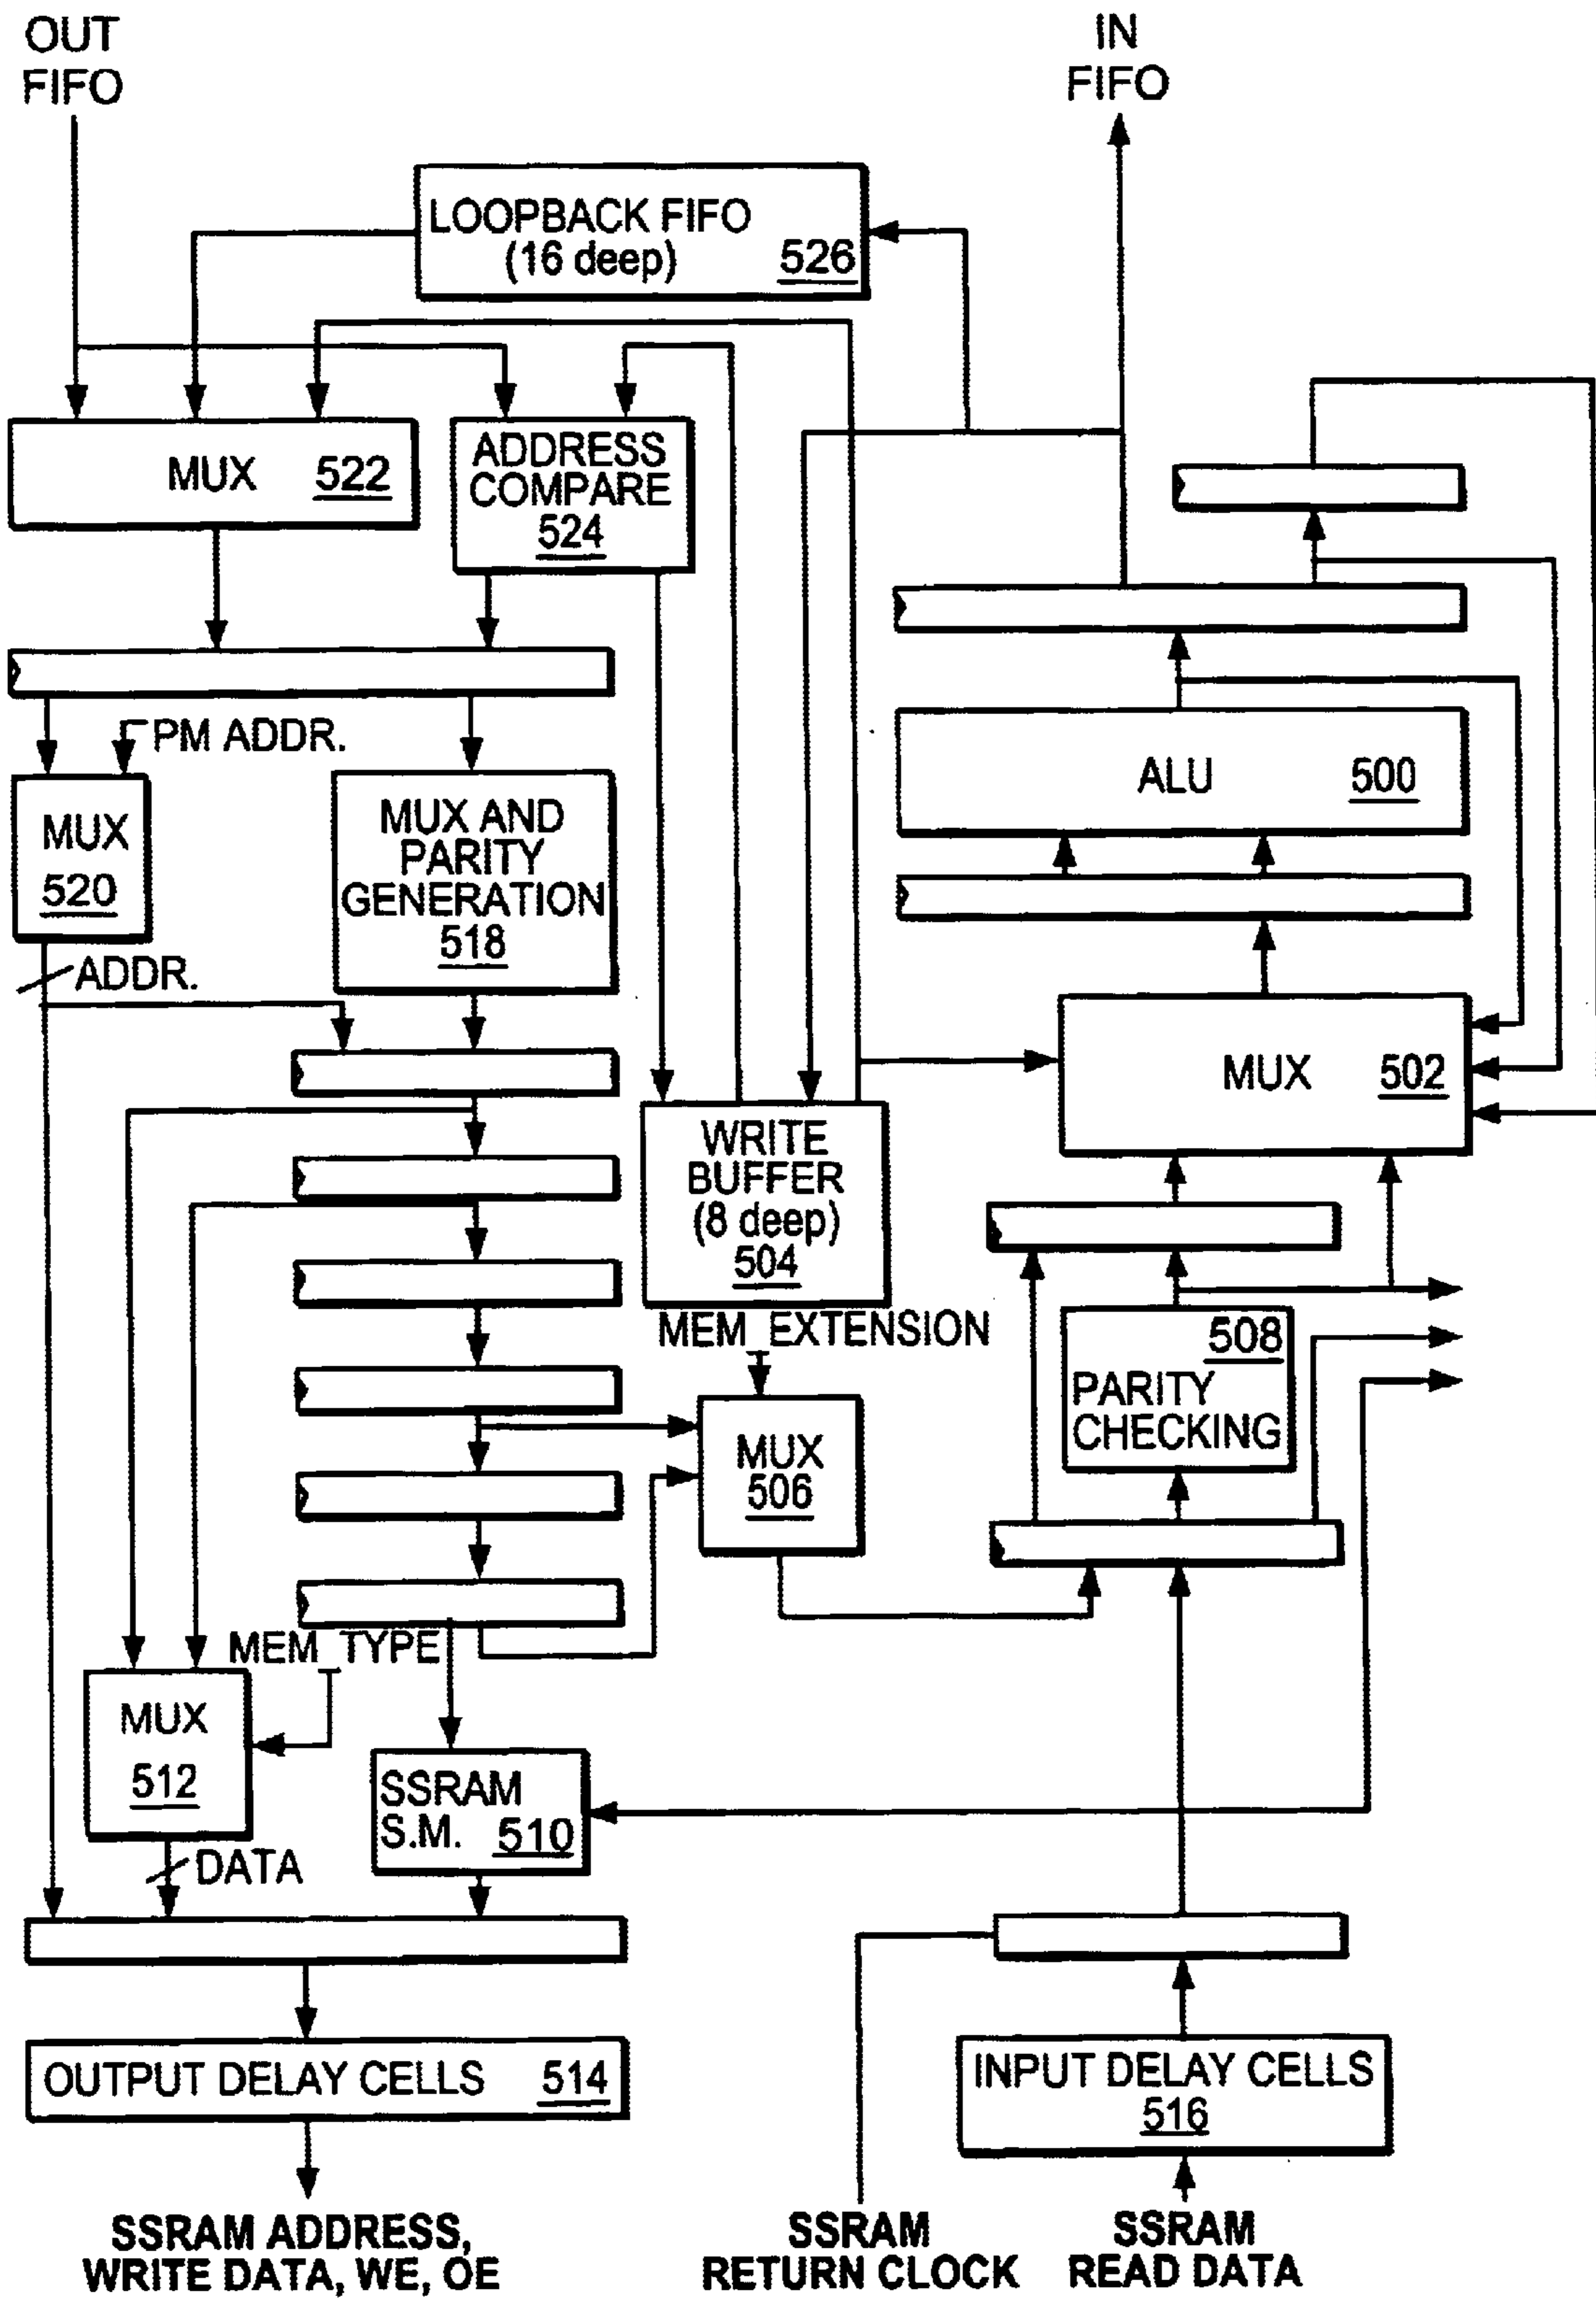 OUT
FIFO
IN
FIFO
LOOPBACK FIFO
(16 deep)
526
MUX 522
ADDRESS
COMPARE
524
PM ADDR.
MUX
520
ADDR.
MUX AND
PARITY
GENERATION
518
ALU 500
MUX 502
WRITE
BUFFER
(8 deep)
504
MEM_EXTENSION
MUX
506
508
PARITY
CHECKING
MEM_TYPE
MUX
512
DATA
SSRAM
S.M. 510
OUTPUT DELAY CELLS 514
INPUT DELAY CELLS
516
SSRAM ADDRESS,
WRITE DATA, WE, OE
SSRAM
RETURN CLOCK
SSRAM
READ DATA